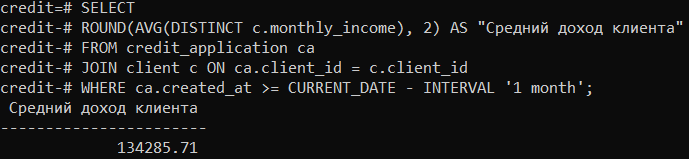 credit=# SELECT
credit-# ROUND(AVG(DISTINCT c.monthly_income), 2) AS "Средний доход клиента"
credit-# FROM credit_application ca
credit-# JOIN client c ON ca.client_id = c.client_id
credit-# WHERE ca.created_at >= CURRENT_DATE - INTERVAL '1 month';
 Средний доход клиента
-----------------------
             134285.71